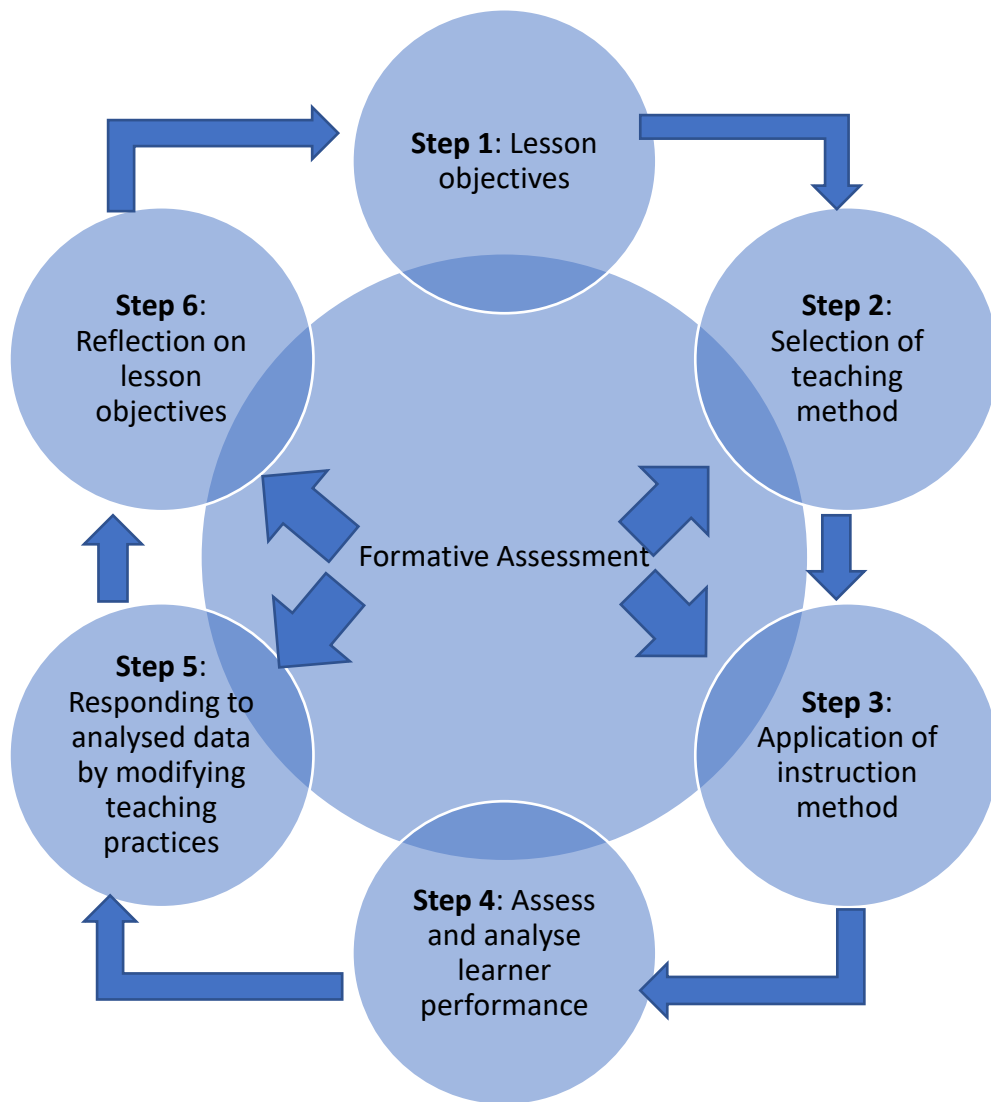 Step 1: Lesson
objectives
Step 2:
Selection of
teaching
method
Step 3:
Application of
instruction
method
Step 4: Assess
and analyse
learner
performance
Step 5:
Responding to
analysed data
by modifying
teaching
practices
Step 6:
Reflection on
lesson
objectives
Formative Assessment